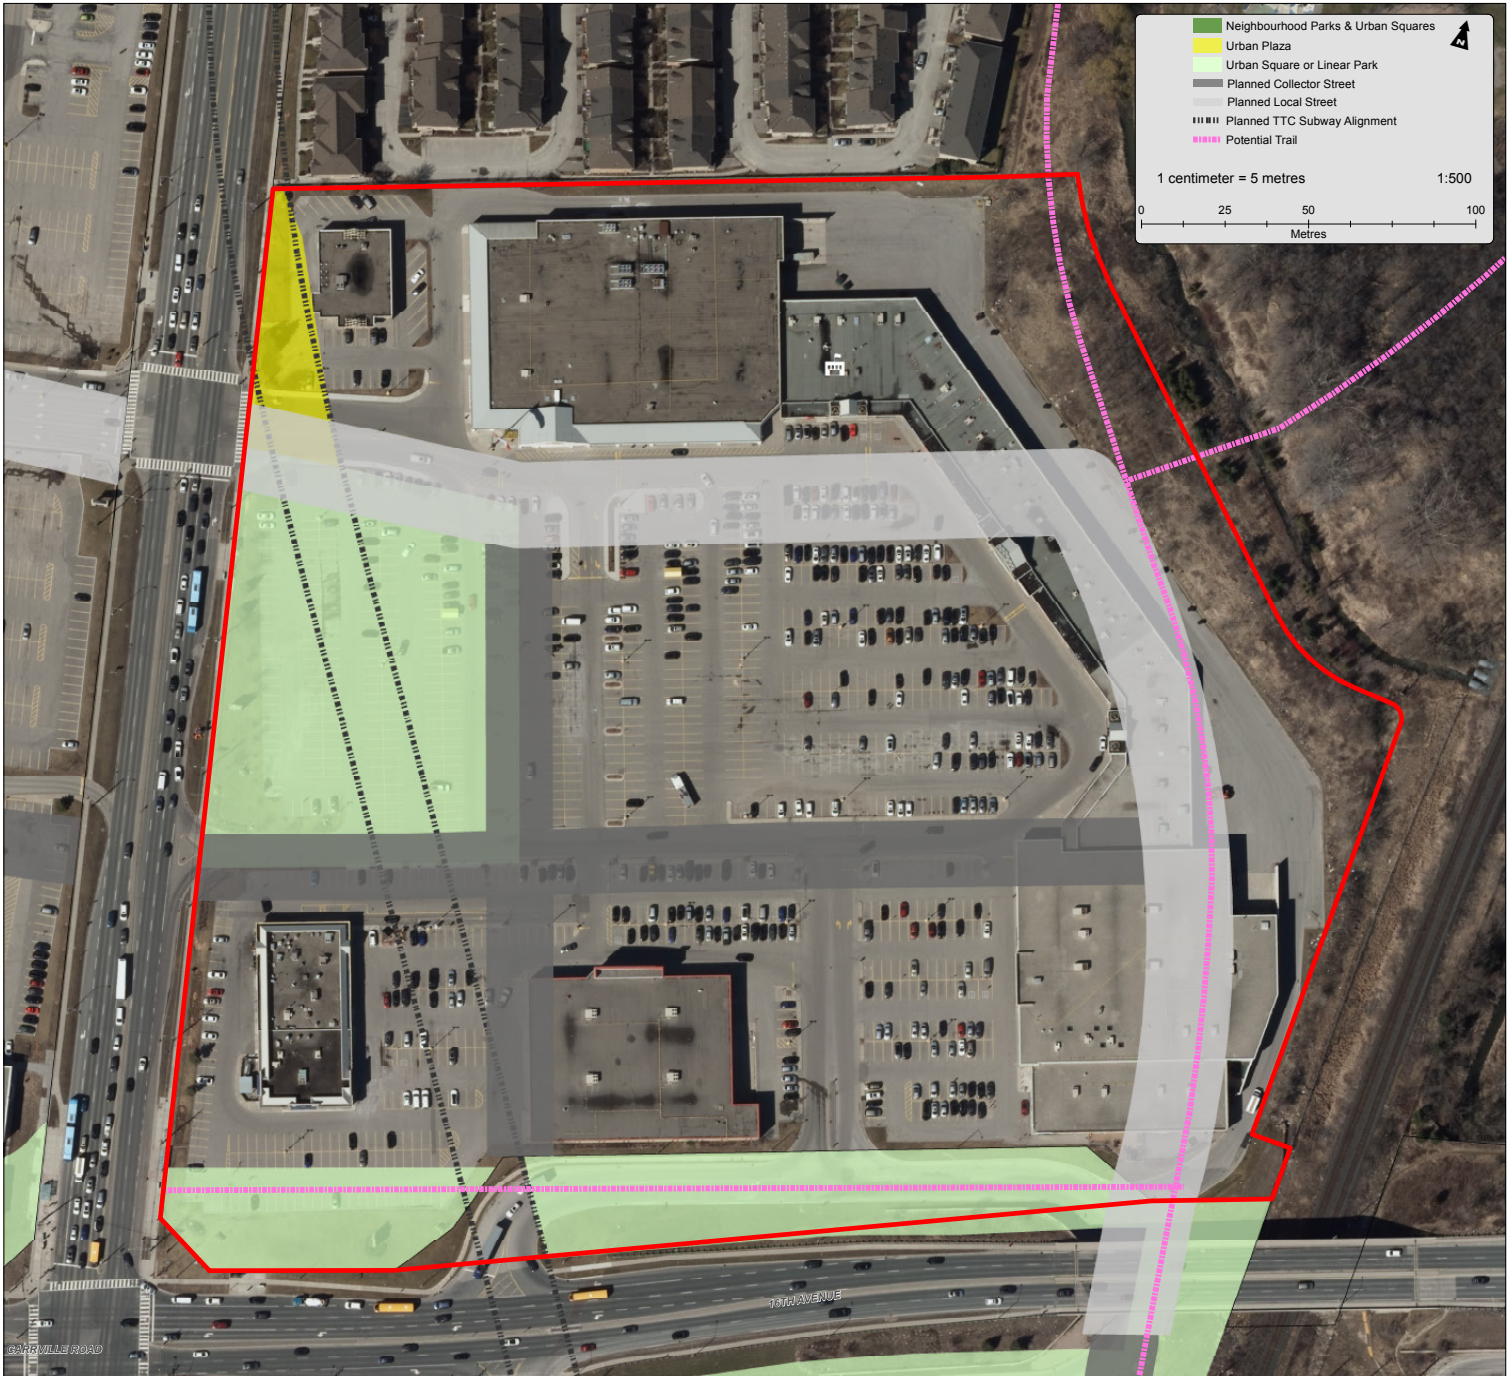 Neighbourhood Parks & Urban Squares
Urban Plaza
Urban Square or Linear Park
Planned Collector Street
Planned Local Street
Planned TTC Subway Alignment
Potential Trail
N
1 centimeter = 5 metres 1:500
0 25 50 100
Metres
16TH AVENUE
CARRVILLE ROAD